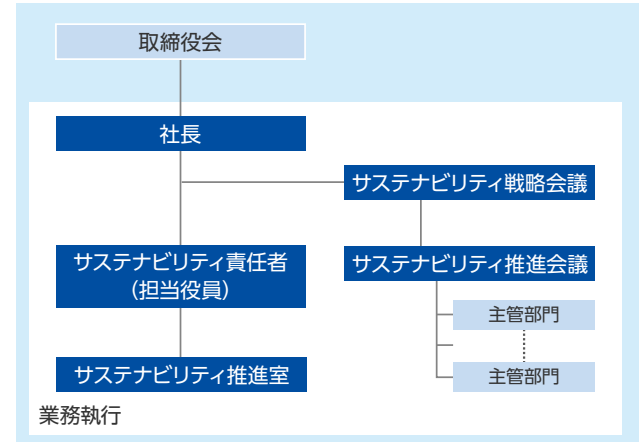 取締役会
社長
サステナビリティ戦略会議
サステナビリティ責任者
（担当役員）
サステナビリティ推進会議
主管部門
サステナビリティ推進室
主管部門
業務執行